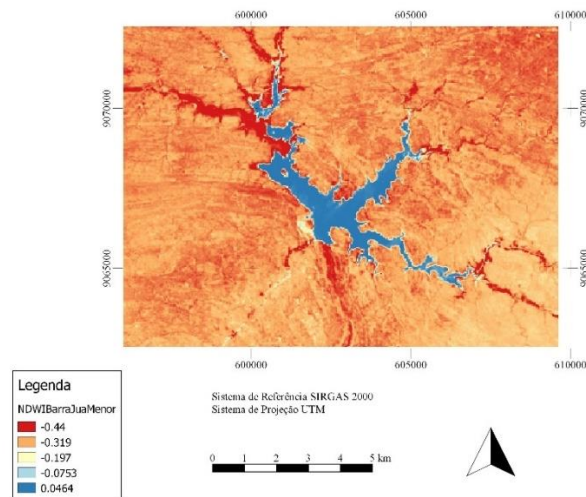 600000 605000 610000
9070000 9070000
9065000 9065000
600000 605000 610000
Legenda
NDWIBarraJuaMenor
-0.44
-0.319
-0.197
-0.0753
0.0464
Sistema de Referência SIRGAS 2000
Sistema de Projeção UTM
0 1 2 3 4 5 km